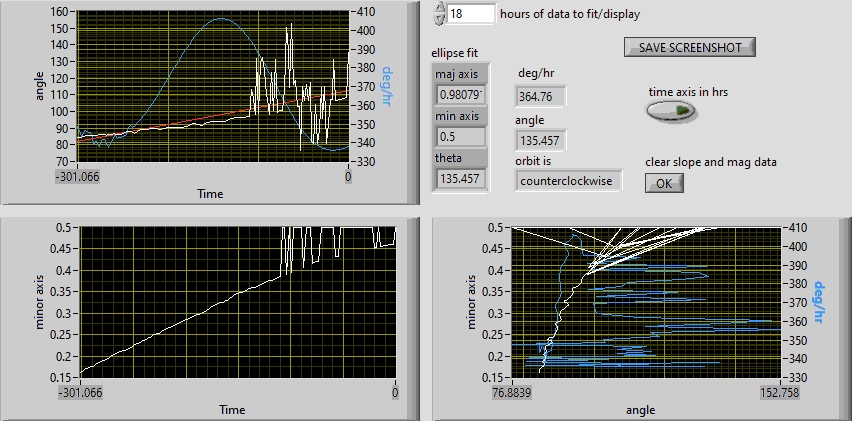 160
150
140
130
120
110
100
90
80
70
angle
410
400
390
380
370
360
350
340
330
deg/hr
-301.066
0
Time
18 hours of data to fit/display
SAVE SCREENSHOT
ellipse fit
maj axis
0.98079
min axis
0.5
theta
135.457
deg/hr
364.76
angle
135.457
orbit is
counterclockwise
time axis in hrs
clear slope and mag data
OK
0.5
0.45
0.4
0.35
0.3
0.25
0.2
0.15
minor axis
-301.066
0
Time
0.5
0.45
0.4
0.35
0.3
0.25
0.2
0.15
minor axis
410
400
390
380
370
360
350
340
330
deg/hr
76.8839
152.758
angle